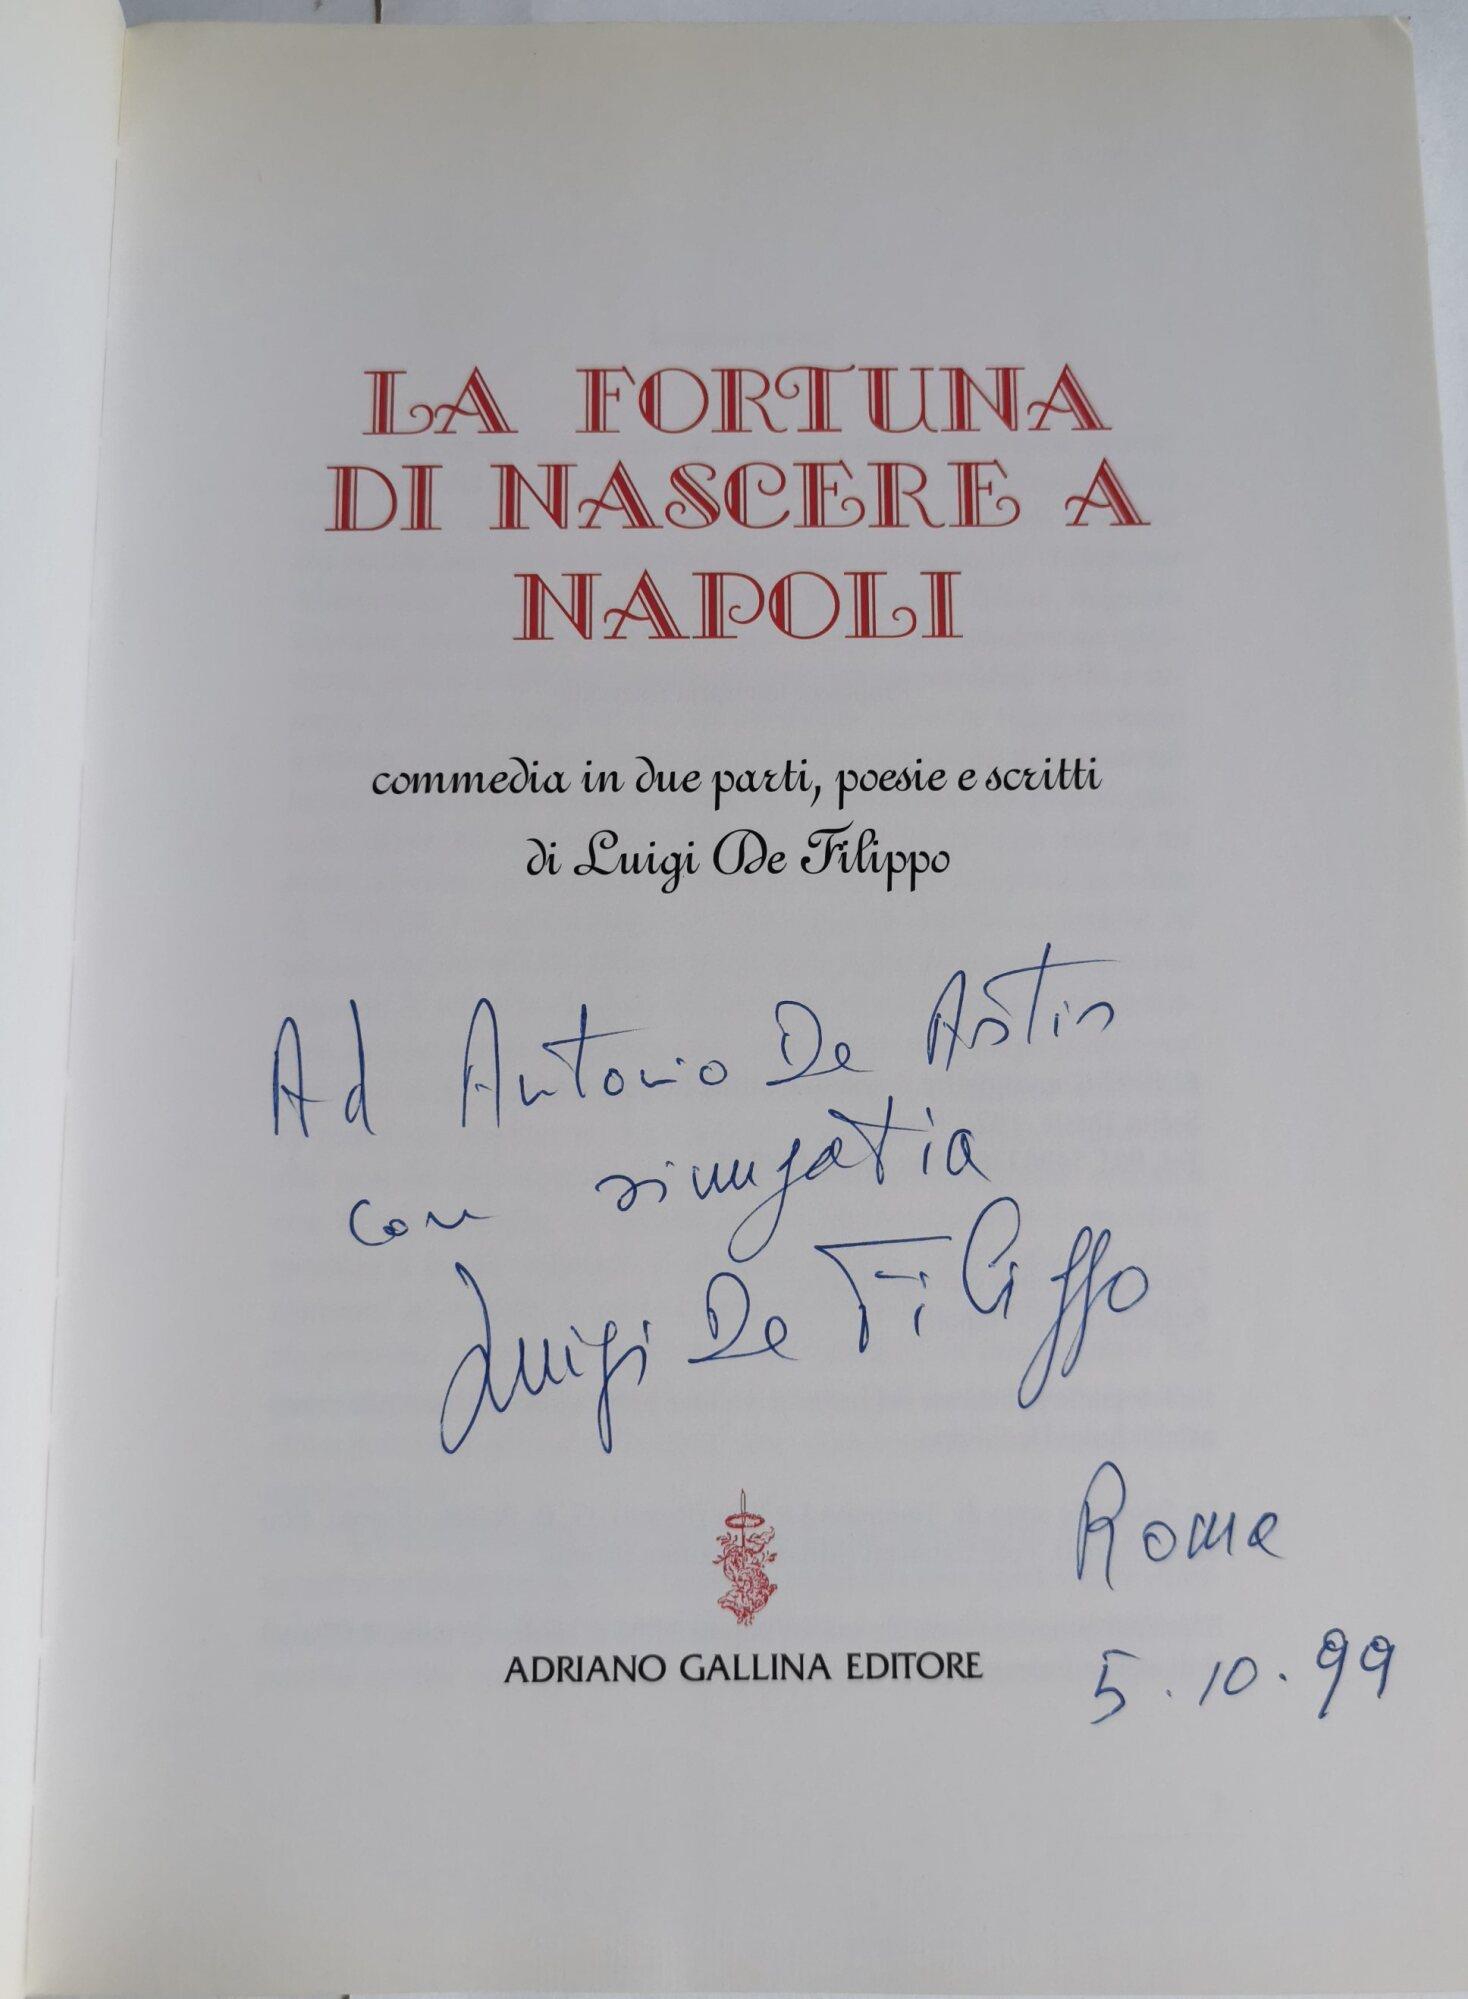 LA FORTUNA
DI NASCERE A
NAPOLI
commedia in due parti, poesie e scritti
di Luigi De Filippo
Ad Antonio De Astis
con simpatia
Luigi De Filippo
Roma
5.10.99
ADRIANO GALLINA EDITORE